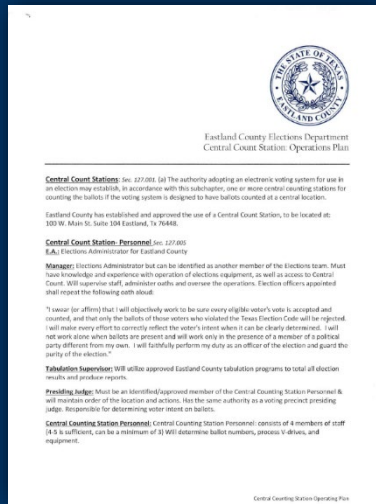 THE STATE OF TEXAS
EASTLAND COUNTY
Eastland County Elections Department
Central Count Station: Operations Plan
Central Count Stations: Sec. 127.001. (a) The authority adopting an electronic voting system for use in
an election may establish, in accordance with this subchapter, one or more central counting stations for
counting the ballots if the voting system is designed to have ballots counted at a central location.
Eastland County has established and approved the use of a Central Count Station, to be located at:
100 W. Main St. Suite 104 Eastland, Tx 76448.
Central Count Station- Personnel Sec. 127.005
E.A.: Elections Administrator for Eastland County
Manager: Elections Administrator but can be identified as another member of the Elections team. Must
have knowledge and experience with operation of elections equipment, as well as access to Central
Count. Will supervise staff, administer oaths and oversee the operations. Election officers appointed
shall repeat the following oath aloud:
"I swear (or affirm) that I will objectively work to be sure every eligible voter's vote is accepted and
counted, and that only the ballots of those voters who violated the Texas Election Code will be rejected.
I will make every effort to correctly reflect the voter's intent when it can be clearly determined. I will
not work alone when ballots are present and will work only in the presence of a member of a political
party different from my own. I will faithfully perform my duty as an officer of the election and guard the
purity of the election."
Tabulation Supervisor: Will utilize approved Eastland County tabulation programs to total all election
results and produce reports.
Presiding Judge: Must be an identified/approved member of the Central Counting Station Personnel &
will maintain order of the location and actions. Has the same authority as a voting precinct presiding
judge. Responsible for determining voter intent on ballots.
Central Counting Station Personnel: Central Counting Station Personnel: consists of 4 members of staff
(4-5 is sufficient, can be a minimum of 3) Will determine ballot numbers, process V-drives, and
equipment.
Central Counting Station Operating Plan